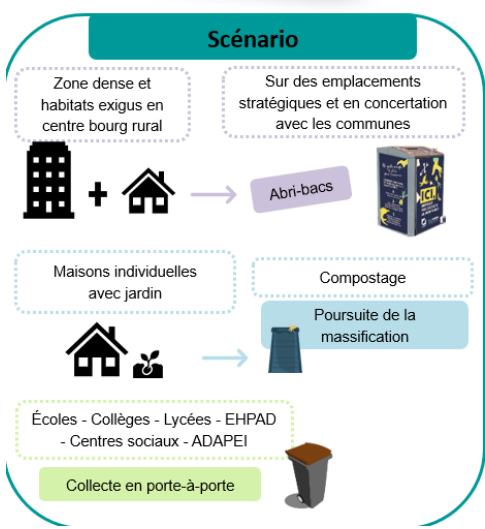 Scénario
Zone dense et
habitats exigus en
centre bourg rural
Sur des emplacements
stratégiques et en concertation
avec les communes
Abri-bacs
ICI,
Maisons individuelles
avec jardin
Compostage
Poursuite de la
massification
Écoles - Collèges - Lycées - EHPAD
- Centres sociaux - ADAPEI
Collecte en porte-à-porte